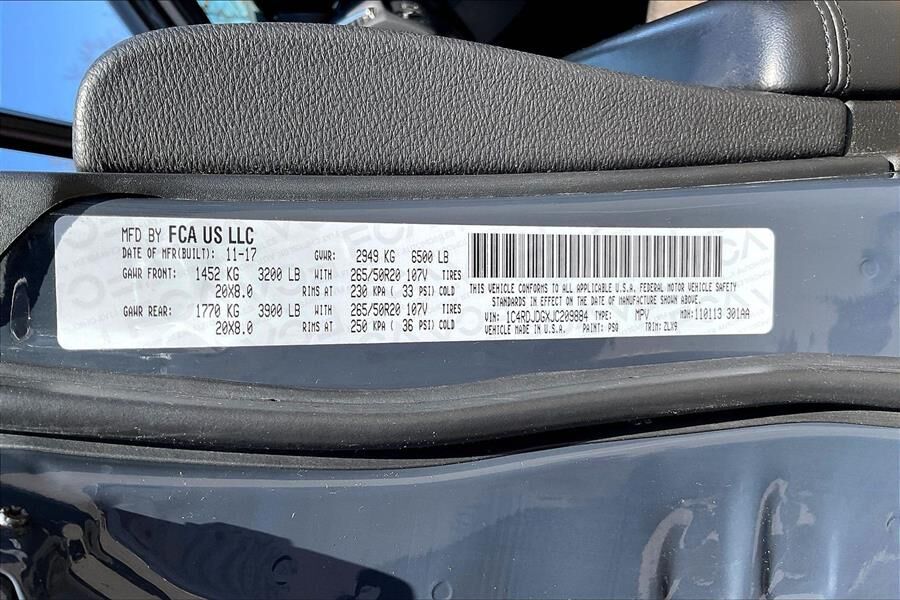 MFD BY FCA US LLC
DATE OF MFR(BUILT): 11-17 GVWR: 2949 KG 6500 LB
GAWR FRONT: 1452 KG 3200 LB WITH 265/50R20 107V TIRES
20X8.0 RIMS AT 230 KPA ( 33 PSI) COLD
GAWR REAR: 1770 KG 3900 LB WITH 265/50R20 107V TIRES
20X8.0 RIMS AT 250 KPA ( 36 PSI) COLD
THIS VEHICLE CONFORMS TO ALL APPLICABLE U.S.A. FEDERAL MOTOR VEHICLE SAFETY
STANDARDS IN EFFECT ON THE DATE OF MANUFACTURE SHOWN ABOVE.
VIN: 1C4RDJDGXJC209884 TYPE: MPV MDH:110113 301AA
VEHICLE MADE IN U.S.A. PAINT: PSQ TRIM: ZLX9